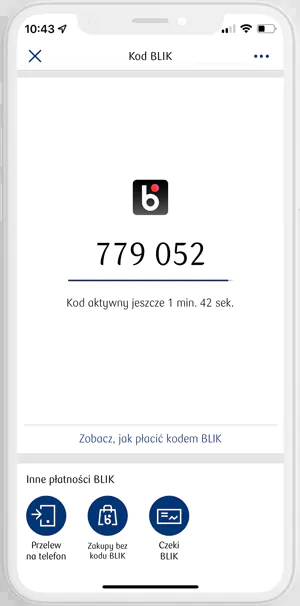 10:43
Kod BLIK
b
779 052
Kod aktywny jeszcze 1 min. 42 sek.
Zobacz, jak płacić kodem BLIK
Inne płatności BLIK
Przelew
na telefon
Zakupy bez
kodu BLIK
Czeki
BLIK